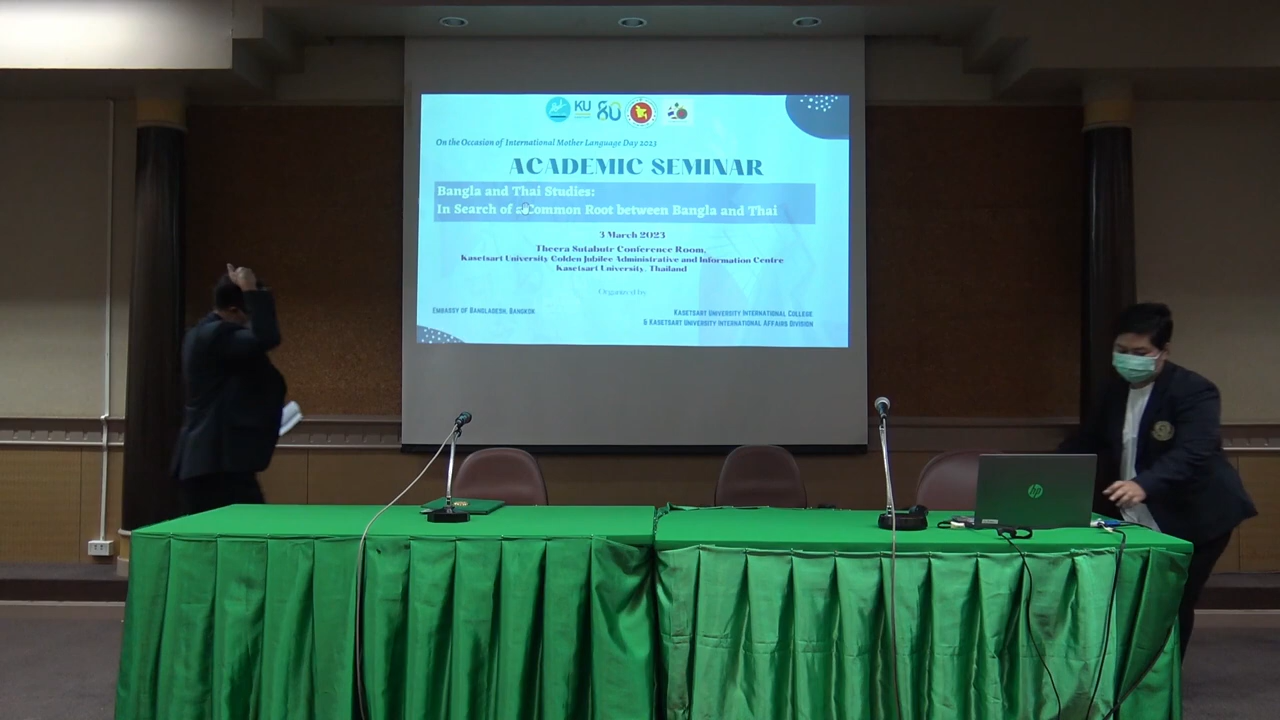 KU 80
On the Occasion of International Mother Language Day 2023
ACADEMIC SEMINAR
Bangla and Thai Studies:
In Search of a Common Root between Bangla and Thai
3 March 2023
Theera Sutabutr Conference Room,
Kasetsart University Golden Jubilee Administrative and Information Centre
Kasetsart University, Thailand
Organized by
EMBASSY OF BANGLADESH, BANGKOK
KASETSART UNIVERSITY INTERNATIONAL COLLEGE
& KASETSART UNIVERSITY INTERNATIONAL AFFAIRS DIVISION
hp